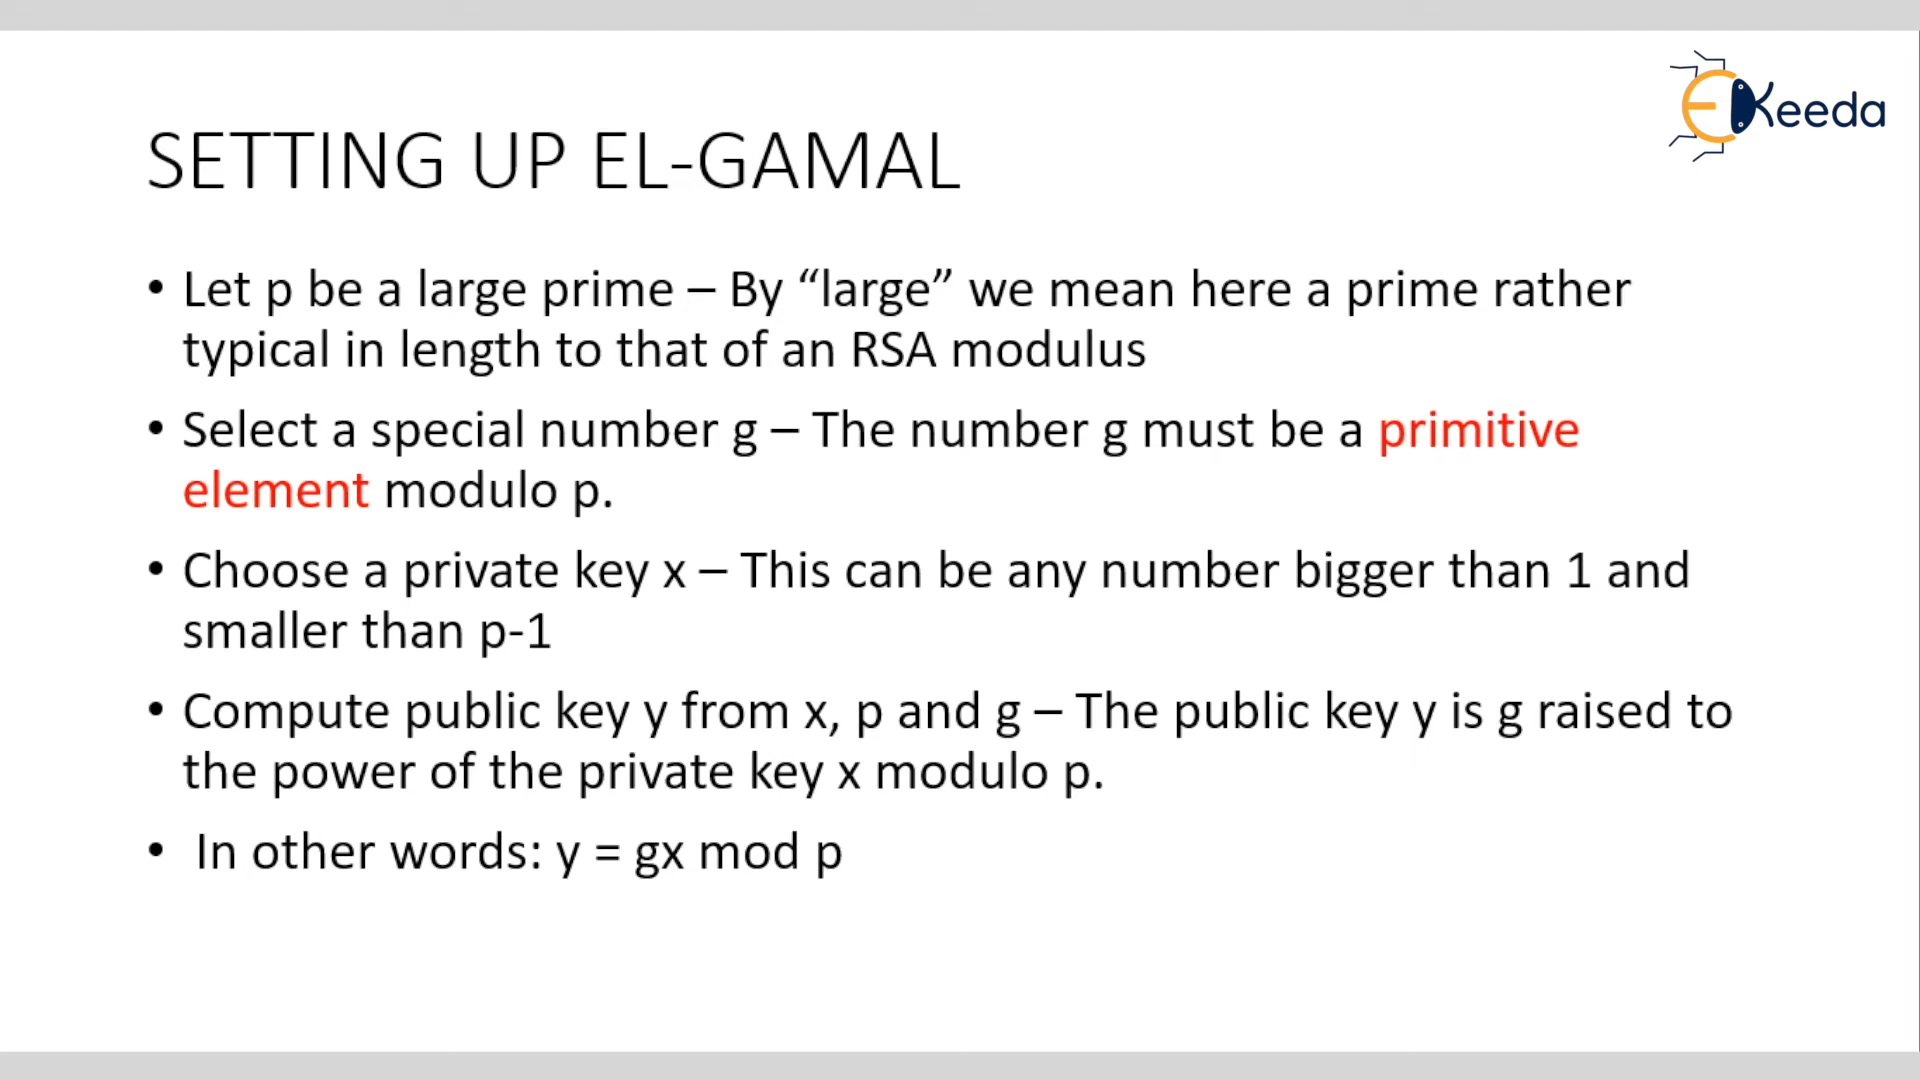 EKeeda
SETTING UP EL-GAMAL
• Let p be a large prime – By “large” we mean here a prime rather
typical in length to that of an RSA modulus
• Select a special number g – The number g must be a primitive
element modulo p.
• Choose a private key x – This can be any number bigger than 1 and
smaller than p-1
• Compute public key y from x, p and g – The public key y is g raised to
the power of the private key x modulo p.
• In other words: y = gx mod p